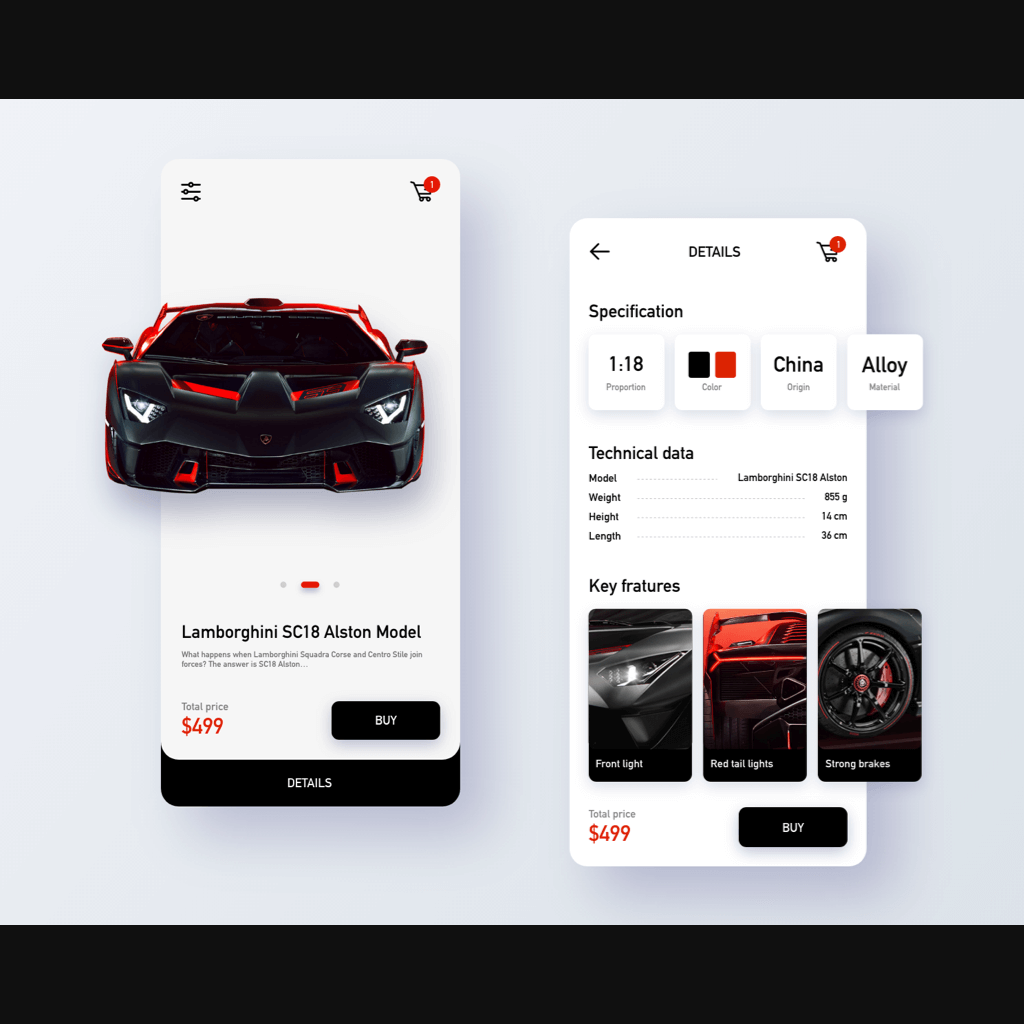 1
Lamborghini SC18 Alston Model
What happens when Lamborghini Squadra Corse and Centro Stile join
forces? The answer is SC18 Alston...
Total price
$499
BUY
DETAILS
DETAILS
1
Specification
1:18
Proportion
Color
China
Origin
Alloy
Material
Technical data
Model Lamborghini SC18 Alston
Weight 855 g
Height 14 cm
Length 36 cm
Key fratures
Front light
Red tail lights
Strong brakes
Total price
$499
BUY